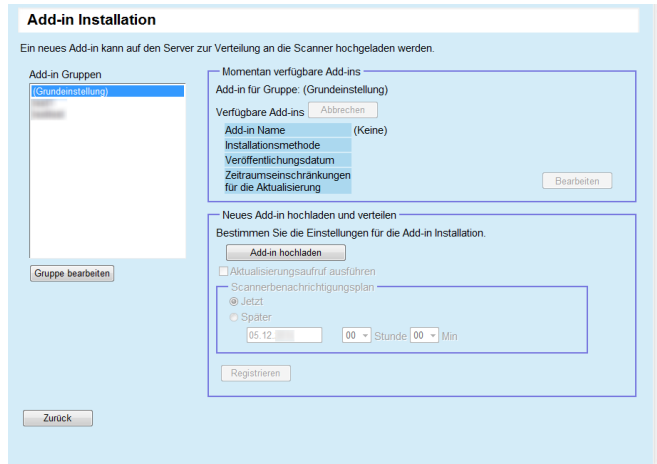 Add-in Installation
Ein neues Add-in kann auf den Server zur Verteilung an die Scanner hochgeladen werden.
Add-in Gruppen
(Grundeinstellung)
Gruppe bearbeiten
Momentan verfügbare Add-ins
Add-in für Gruppe: (Grundeinstellung)
Verfügbare Add-ins Abbrechen
Add-in Name (Keine)
Installationsmethode
Veröffentlichungsdatum
Zeitraumseinschränkungen
für die Aktualisierung
Bearbeiten
Neues Add-in hochladen und verteilen
Bestimmen Sie die Einstellungen für die Add-in Installation.
Add-in hochladen
Aktualisierungsaufruf ausführen
Scannerbenachrichtigungsplan
Jetzt
Später
05.12. 00 Stunde 00 Min
Registrieren
Zurück